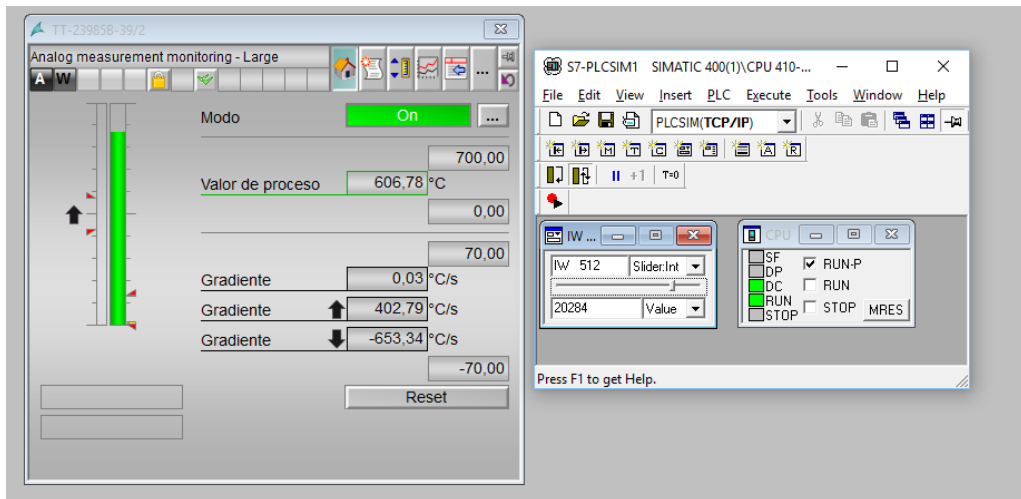 TT-23985B-39/2
Analog measurement monitoring - Large
...
A W
Modo
On
...
700,00
Valor de proceso
606,78 °C
0,00
70,00
Gradiente
0,03 °C/s
Gradiente
402,79 °C/s
Gradiente
-653,34 °C/s
-70,00
Reset
S7-PLCSIM1 SIMATIC 400(1)\CPU 410-...
File Edit View Insert PLC Execute Tools Window Help
PLCSIM(TCP/IP)
+1 T=0
IW ...
IW 512 Slider:Int
20284 Value
CPU
SF
DP
DC
RUN
STOP
RUN-P
RUN
STOP
MRES
Press F1 to get Help.